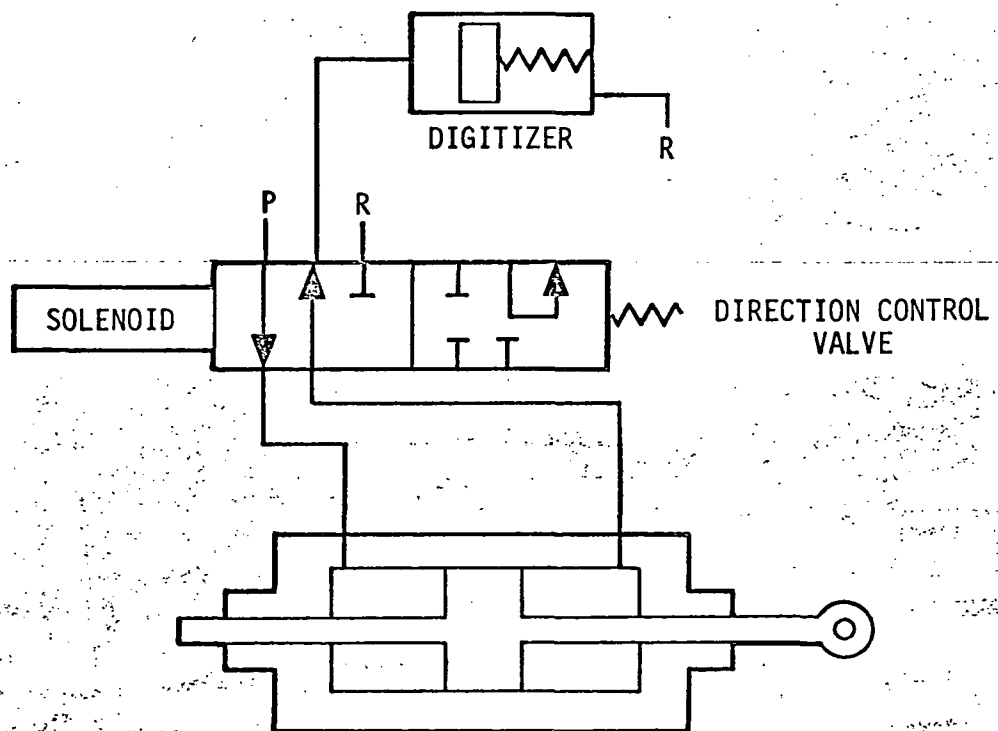 DIGITIZER
R
P
R
SOLENOID
DIRECTION CONTROL
VALVE